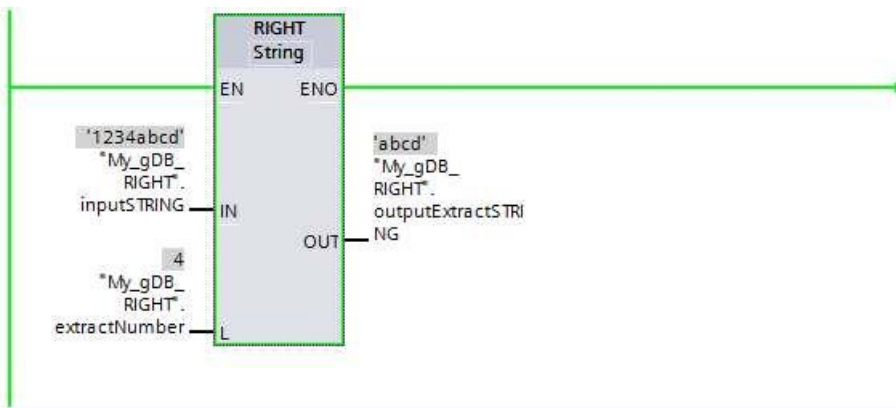 RIGHT
String
EN ENO
'1234abcd'
"My_gDB_
RIGHT".
inputSTRING
IN
'abcd'
"My_gDB_
RIGHT".
outputExtractSTRI
NG
OUT
4
"My_gDB_
RIGHT".
extractNumber
L